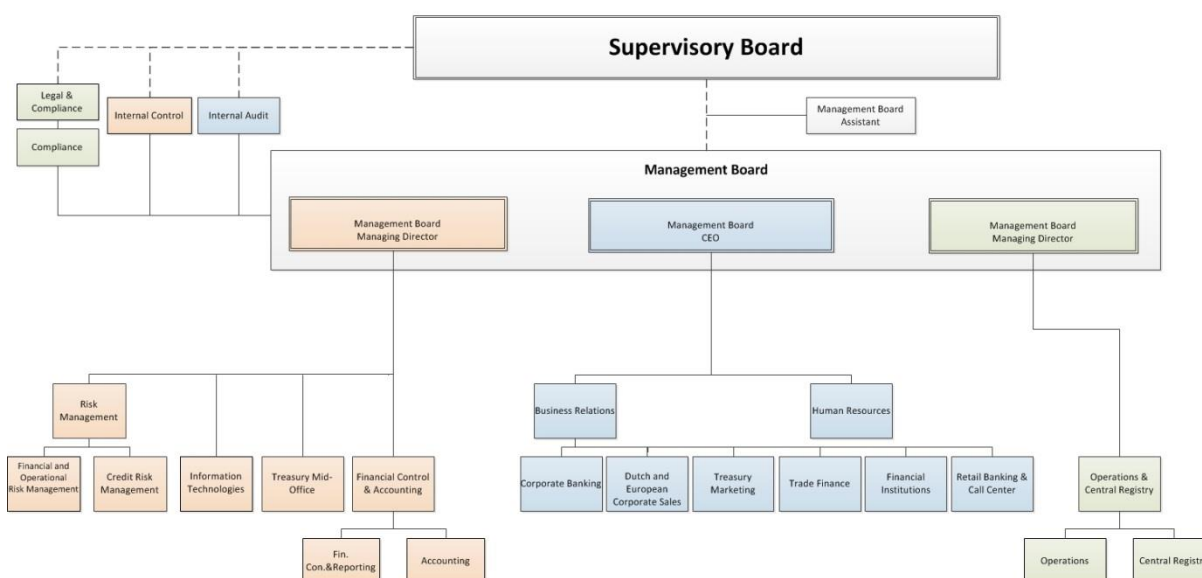 Supervisory Board
Legal &
Compliance
Internal Control
Internal Audit
Management Board
Assistant
Compliance
Management Board
Management Board
Managing Director
Management Board
CEO
Management Board
Managing Director
Risk
Management
Business Relations
Human Resources
Financial and
Operational
Risk Management
Credit Risk
Management
Information
Technologies
Treasury Mid-
Office
Financial Control
& Accounting
Corporate Banking
Dutch and
European
Corporate Sales
Treasury
Marketing
Trade Finance
Financial
Institutions
Retail Banking &
Call Center
Operations &
Central Registry
Fin.
Con.&Reporting
Accounting
Operations
Central Registry